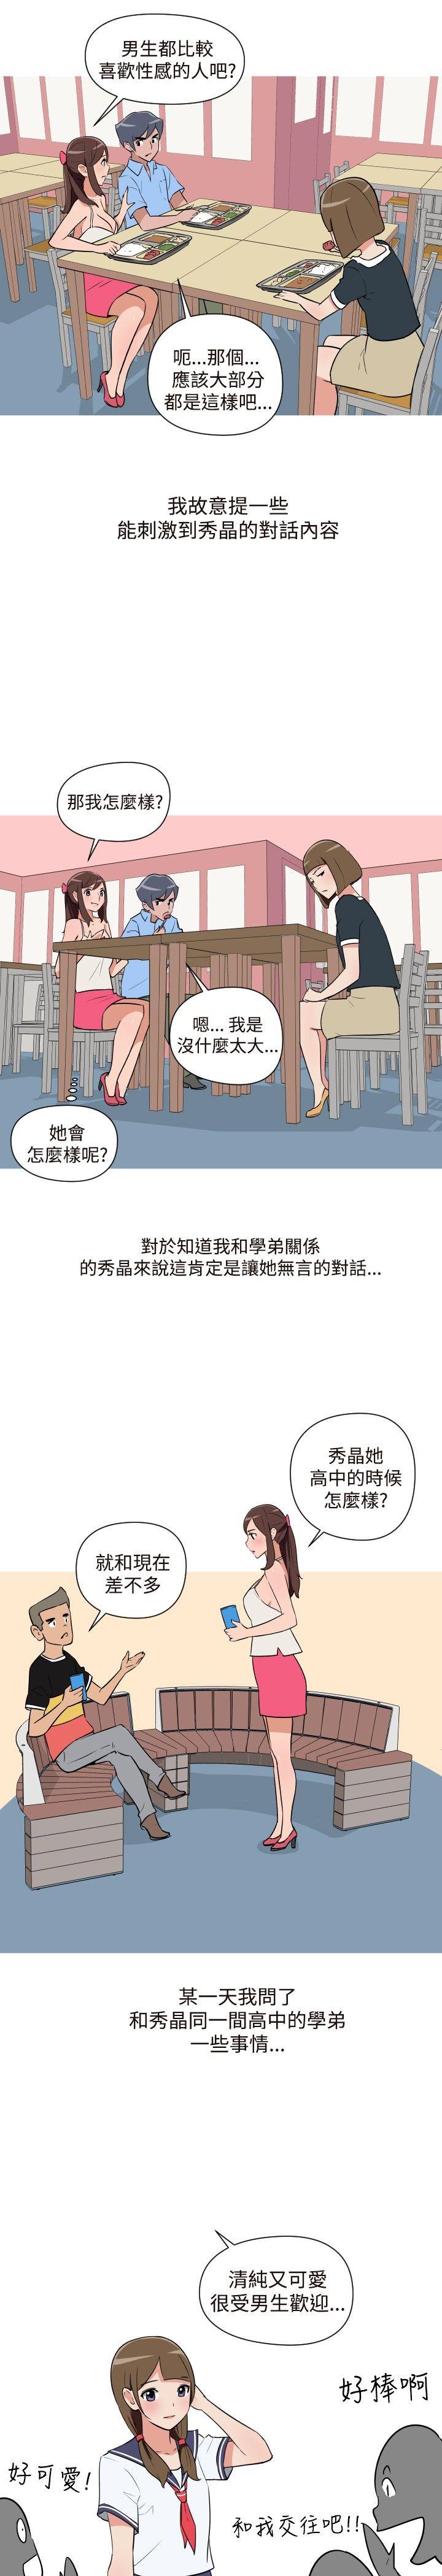 男生都比較
喜歡性感的人吧?
呃...那個...
應該大部分
都是這樣吧...
我故意提一些
能刺激到秀晶的對話內容
那我怎麼樣?
嗯... 我是
沒什麼太大...
她會
怎麼樣呢?
對於知道我和學弟關係
的秀晶來說這肯定是讓她無言的對話...
秀晶她
高中的時候
怎麼樣?
就和現在
差不多
某一天我問了
和秀晶同一間高中的學弟
一些事情...
清純又可愛
很受男生歡迎...
好棒啊
好可愛!
和我交往吧!!